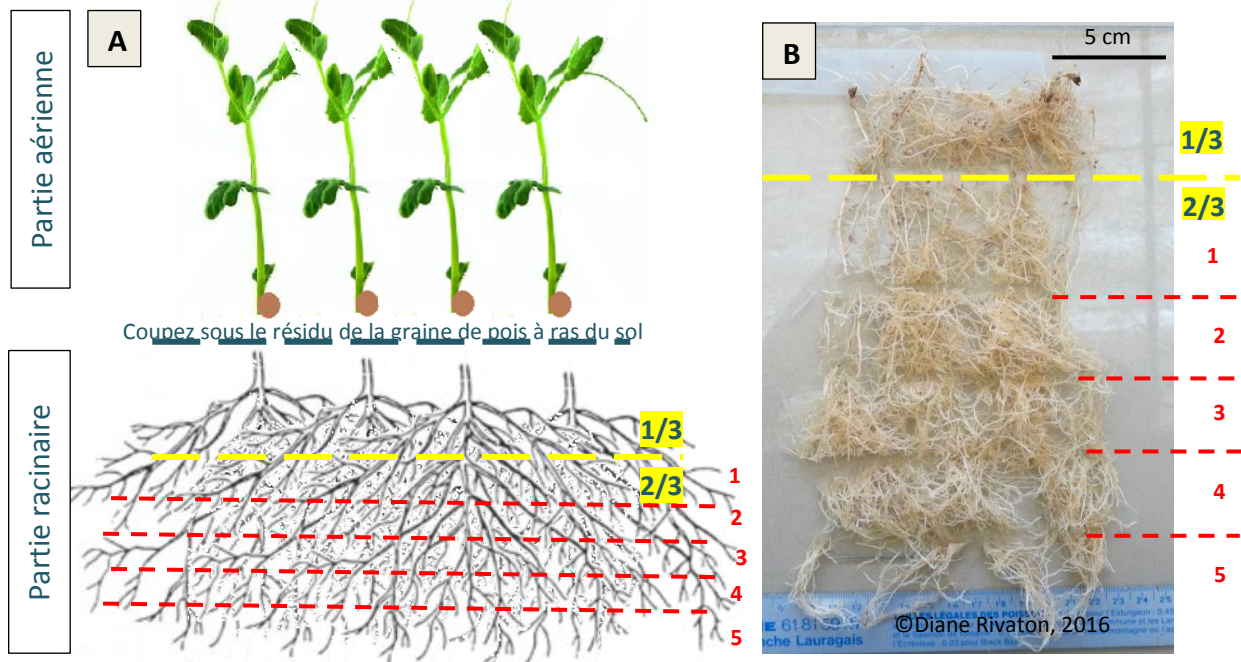 Partie aérienne
A
Coupez sous le résidu de la graine de pois à ras du sol
Partie racinaire
1/3
2/3
1
2
3
4
5
B
5 cm
1/3
2/3
1
2
3
4
5
©Diane Rivaton, 2016